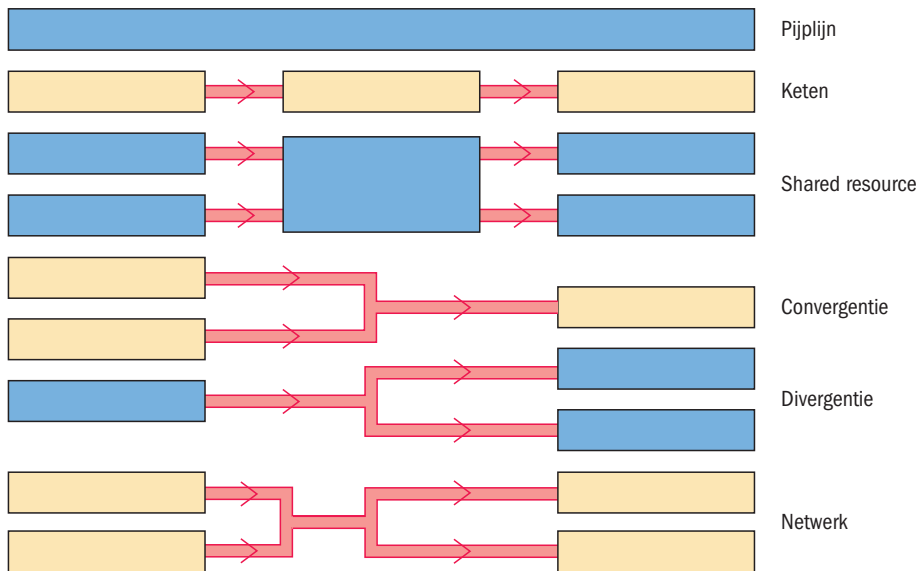 Pijplijn
Keten
Shared resource
Convergentie
Divergentie
Netwerk